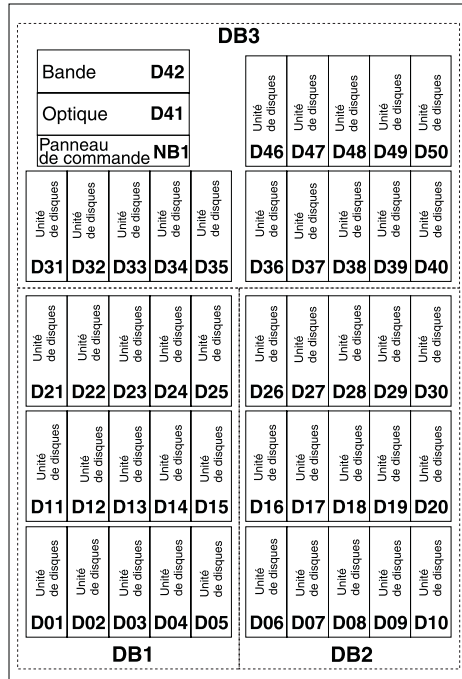 DB3
Bande D42
Optique D41
Panneau
de commande NB1
Unité de disques Unité de disques Unité de disques Unité de disques Unité de disques
D46 D47 D48 D49 D50
Unité de disques Unité de disques Unité de disques Unité de disques Unité de disques
D31 D32 D33 D34 D35
Unité de disques Unité de disques Unité de disques Unité de disques Unité de disques
D36 D37 D38 D39 D40
Unité de disques Unité de disques Unité de disques Unité de disques Unité de disques
D21 D22 D23 D24 D25
Unité de disques Unité de disques Unité de disques Unité de disques Unité de disques
D26 D27 D28 D29 D30
Unité de disques Unité de disques Unité de disques Unité de disques Unité de disques
D11 D12 D13 D14 D15
Unité de disques Unité de disques Unité de disques Unité de disques Unité de disques
D16 D17 D18 D19 D20
Unité de disques Unité de disques Unité de disques Unité de disques Unité de disques
D01 D02 D03 D04 D05
Unité de disques Unité de disques Unité de disques Unité de disques Unité de disques
D06 D07 D08 D09 D10
DB1 DB2